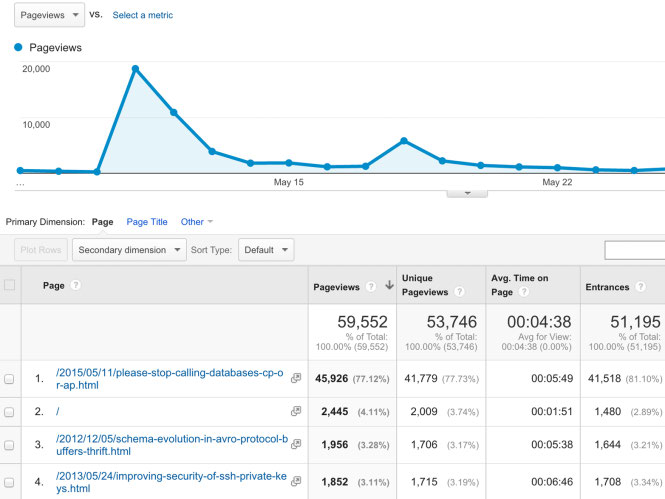 Pageviews vs. Select a metric
Pageviews
20,000
10,000
... May 15 May 22
Primary Dimension: Page Page Title Other
Plot Rows Secondary dimension Sort Type: Default
Page ? Pageviews ? Unique Pageviews ? Avg. Time on Page ? Entrances ?
59,552 53,746 00:04:38 51,195
% of Total: % of Total: Avg for View: % of Total:
100.00% (59,552) 100.00% (53,746) 00:04:38 (0.00%) 100.00% (51,195)
1. /2015/05/11/please-stop-calling-databases-cp-o 45,926 (77.12%) 41,779 (77.73%) 00:05:49 41,518 (81.10%)
r-ap.html
2. / 2,445 (4.11%) 2,009 (3.74%) 00:01:51 1,480 (2.89%)
3. /2012/12/05/schema-evolution-in-avro-protocol-b 1,956 (3.28%) 1,706 (3.17%) 00:05:38 1,644 (3.21%)
uffers-thrift.html
4. /2013/05/24/improving-security-of-ssh-private-ke 1,852 (3.11%) 1,715 (3.19%) 00:06:46 1,708 (3.34%)
ys.html